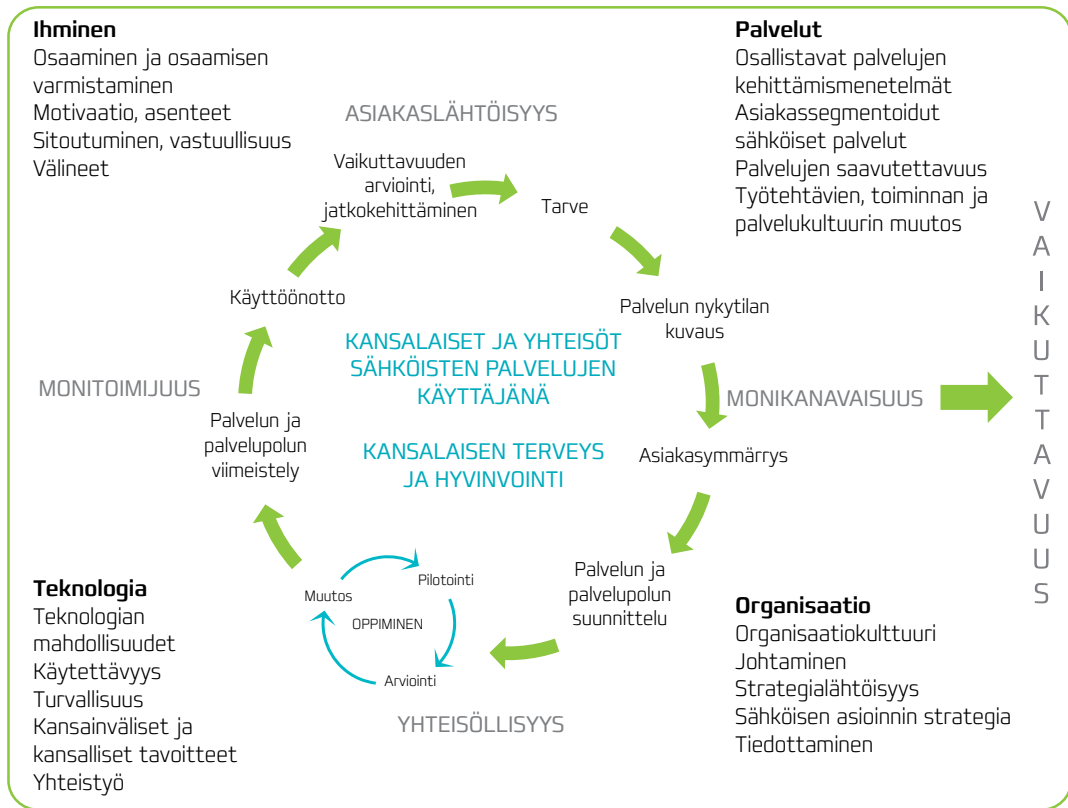 Ihminen
Osaaminen ja osaamisen
varmistaminen
Motivaatio, asenteet
Sitoutuminen, vastuullisuus
Välineet
Palvelut
Osallistavat palvelujen
kehittämismenetelmät
Asiakassegmentoidut
sähköiset palvelut
Palvelujen saavutettavuus
Työtehtävien, toiminnan ja
palvelukulttuurin muutos
ASIAKASLÄHTÖISYYS
Vaikuttavuuden
arviointi,
jatkokehittäminen
Tarve
Palvelun nykytilan
kuvaus
Käyttöönotto
KANSALAISET JA YHTEISÖT
SÄHKÖISTEN PALVELUJEN
KÄYTTÄJÄNÄ
MONITOIMIJUUS
MONIKANAVAISUUS
VAIKUTTAVUUS
Palvelun ja
palvelupolun
viimeistely
KANSALAISEN TERVEYS
JA HYVINVOINTI
Asiakasymmärrys
Palvelun ja
palvelupolun
suunnittelu
Pilotointi
Muutos
OPPIMINEN
Arviointi
YHTEISÖLLISYYS
Teknologia
Teknologian
mahdollisuudet
Käytettävyys
Turvallisuus
Kansainväliset ja
kansalliset tavoitteet
Yhteistyö
Organisaatio
Organisaatiokulttuuri
Johtaminen
Strategialähtöisyys
Sähköisen asioinnin strategia
Tiedottaminen